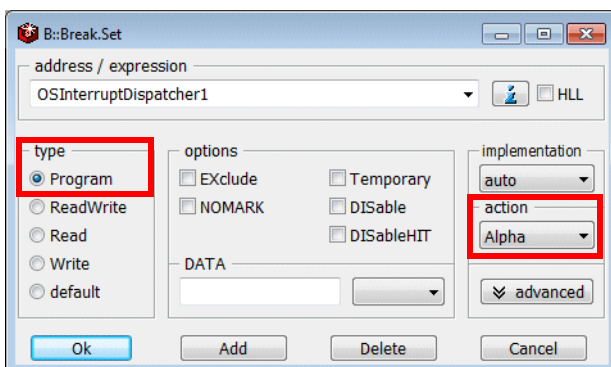 B::Break.Set
address / expression
OSInterruptDispatcher1
HLL
type
options
implementation
Program
EXclude
Temporary
auto
ReadWrite
NOMARK
DISable
action
Read
DISableHIT
Alpha
Write
DATA
default
advanced
Ok
Add
Delete
Cancel